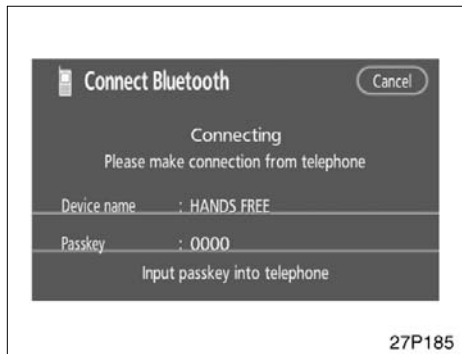 Connect Bluetooth Cancel
Connecting
Please make connection from telephone
Device name : HANDS FREE
Passkey : 0000
Input passkey into telephone
27P185